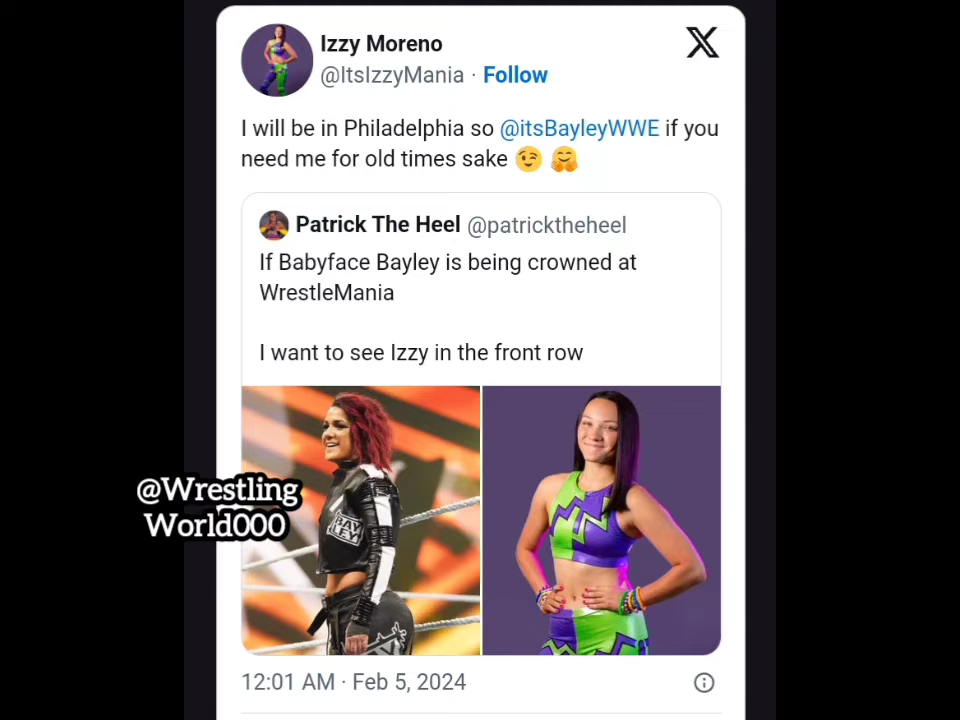 Izzy Moreno
@ItsIzzyMania · Follow
I will be in Philadelphia so @itsBayleyWWE if you
need me for old times sake 😉 🤗
Patrick The Heel @patricktheheel
If Babyface Bayley is being crowned at
WrestleMania
I want to see Izzy in the front row
BAY
LEY
@Wrestling
World000
12:01 AM · Feb 5, 2024